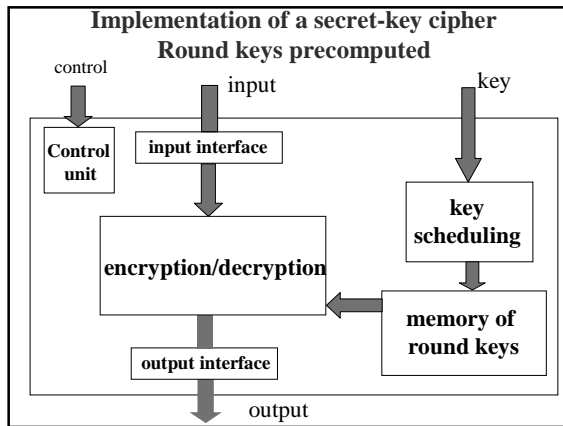 Implementation of a secret-key cipher
Round keys precomputed
control
input
key
Control
unit
input interface
key
scheduling
encryption/decryption
memory of
round keys
output interface
output